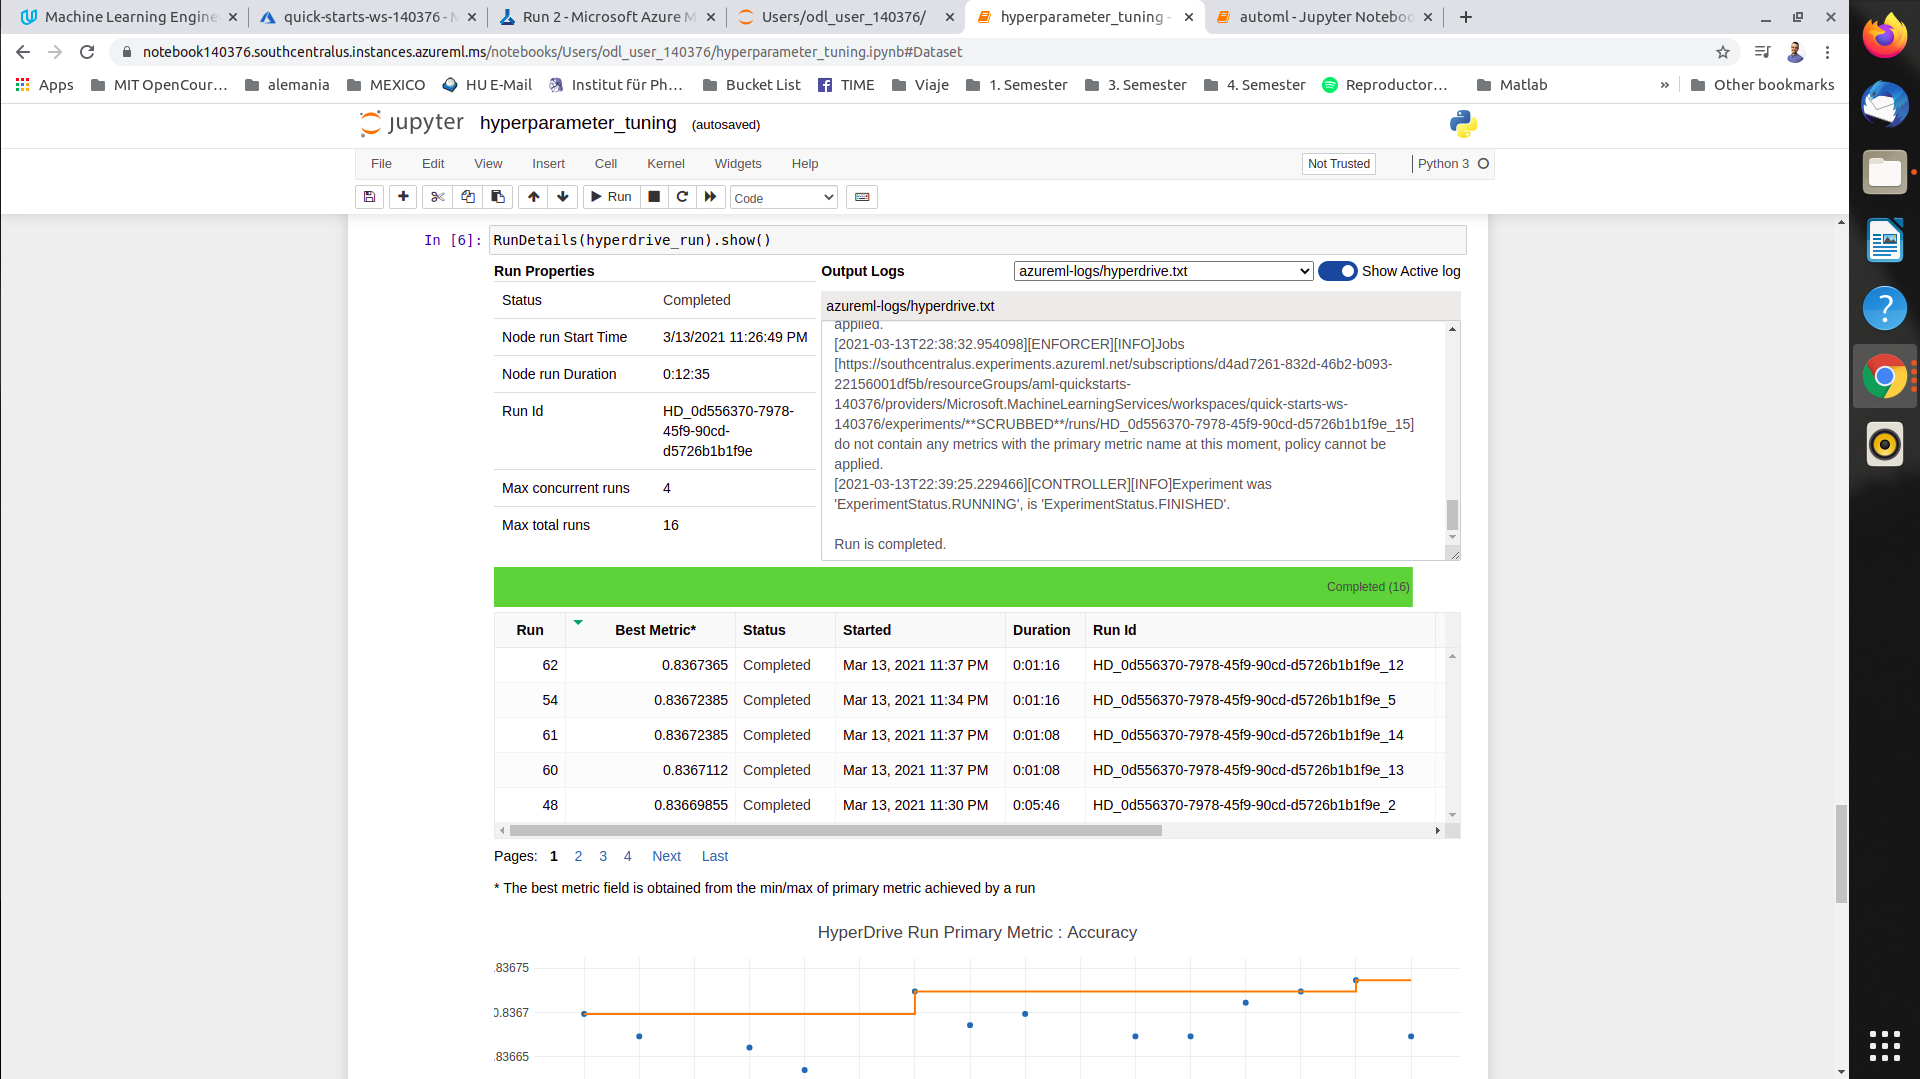 Machine Learning Engine
quick-starts-ws-140376 - M
Run 2 - Microsoft Azure M
Users/odl_user_140376/
hyperparameter_tuning -
automl - Jupyter Notebo
notebook140376.southcentralus.instances.azureml.ms/notebooks/Users/odl_user_140376/hyperparameter_tuning.ipynb#Dataset
Apps MIT OpenCour... alemania MEXICO HU E-Mail Institut für Ph... Bucket List TIME Viaje 1. Semester 3. Semester 4. Semester Reproductor... Matlab » Other bookmarks
jupyter hyperparameter_tuning (autosaved)
File Edit View Insert Cell Kernel Widgets Help Not Trusted Python 3
Run Code
In [6]: RunDetails(hyperdrive_run).show()
Run Properties
Status Completed
Node run Start Time 3/13/2021 11:26:49 PM
Node run Duration 0:12:35
Run Id HD_0d556370-7978-
45f9-90cd-
d5726b1b1f9e
Max concurrent runs 4
Max total runs 16
Output Logs azureml-logs/hyperdrive.txt Show Active log
azureml-logs/hyperdrive.txt
applied.
[2021-03-13T22:38:32.954098][ENFORCER][INFO]Jobs
[https://southcentralus.experiments.azureml.net/subscriptions/d4ad7261-832d-46b2-b093-
22156001df5b/resourceGroups/aml-quickstarts-
140376/providers/Microsoft.MachineLearningServices/workspaces/quick-starts-ws-
140376/experiments/**SCRUBBED**/runs/HD_0d556370-7978-45f9-90cd-d5726b1b1f9e_15]
do not contain any metrics with the primary metric name at this moment, policy cannot be
applied.
[2021-03-13T22:39:25.229466][CONTROLLER][INFO]Experiment was
'ExperimentStatus.RUNNING', is 'ExperimentStatus.FINISHED'.
Run is completed.
Completed (16)
Run Best Metric* Status Started Duration Run Id
62 0.8367365 Completed Mar 13, 2021 11:37 PM 0:01:16 HD_0d556370-7978-45f9-90cd-d5726b1b1f9e_12
54 0.83672385 Completed Mar 13, 2021 11:34 PM 0:01:16 HD_0d556370-7978-45f9-90cd-d5726b1b1f9e_5
61 0.83672385 Completed Mar 13, 2021 11:37 PM 0:01:08 HD_0d556370-7978-45f9-90cd-d5726b1b1f9e_14
60 0.8367112 Completed Mar 13, 2021 11:37 PM 0:01:08 HD_0d556370-7978-45f9-90cd-d5726b1b1f9e_13
48 0.83669855 Completed Mar 13, 2021 11:30 PM 0:05:46 HD_0d556370-7978-45f9-90cd-d5726b1b1f9e_2
Pages: 1 2 3 4 Next Last
* The best metric field is obtained from the min/max of primary metric achieved by a run
HyperDrive Run Primary Metric : Accuracy
.83675
0.8367
.83665